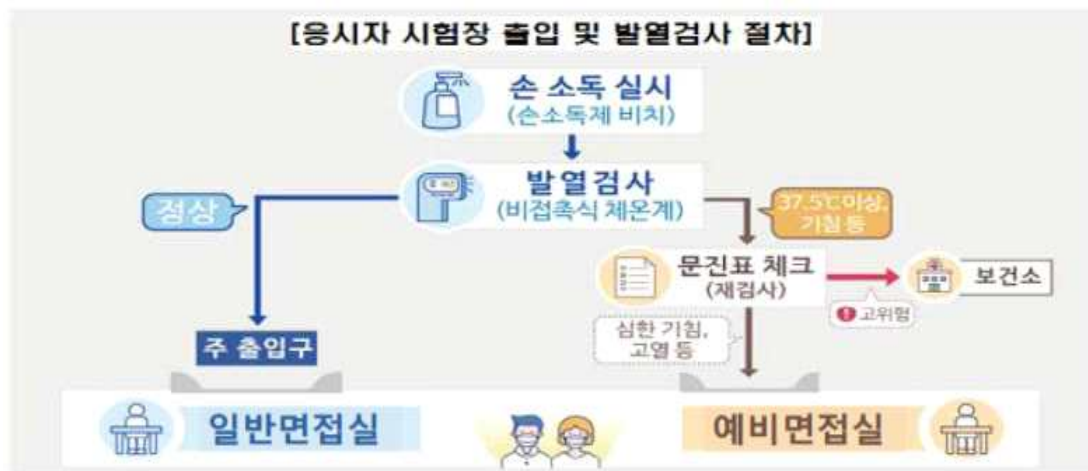 [응시자 시험장 출입 및 발열검사 절차]
손 소독 실시
(손소독제 비치)
발열검사
(비접촉식 체온계)
정상
37.5℃이상,
기침 등
문진표 체크
(재검사)
보건소
고위험
심한 기침,
고열 등
주 출입구
일반면접실
예비면접실